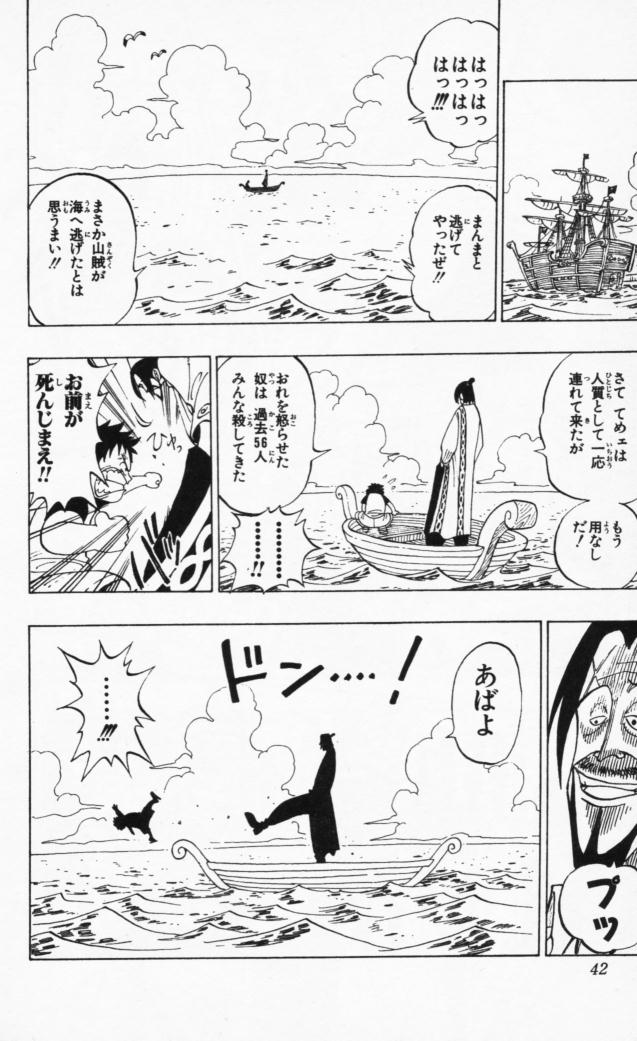 はっはっ
はっはっ
はっ!!!
まんまと
逃げて
やったぜ!!
まさか山賊が
海へ逃げたとは
思うまい!!
さて てめェは
人質として一応
連れて来たが
もう
用なし
だ!
おれを怒らせた
奴は 過去56人
みんな殺してきた
……!!
お前が
死んじまえ!!
ひゅっ
プッ
あばよ
ドン‥‥!
……!!!
42